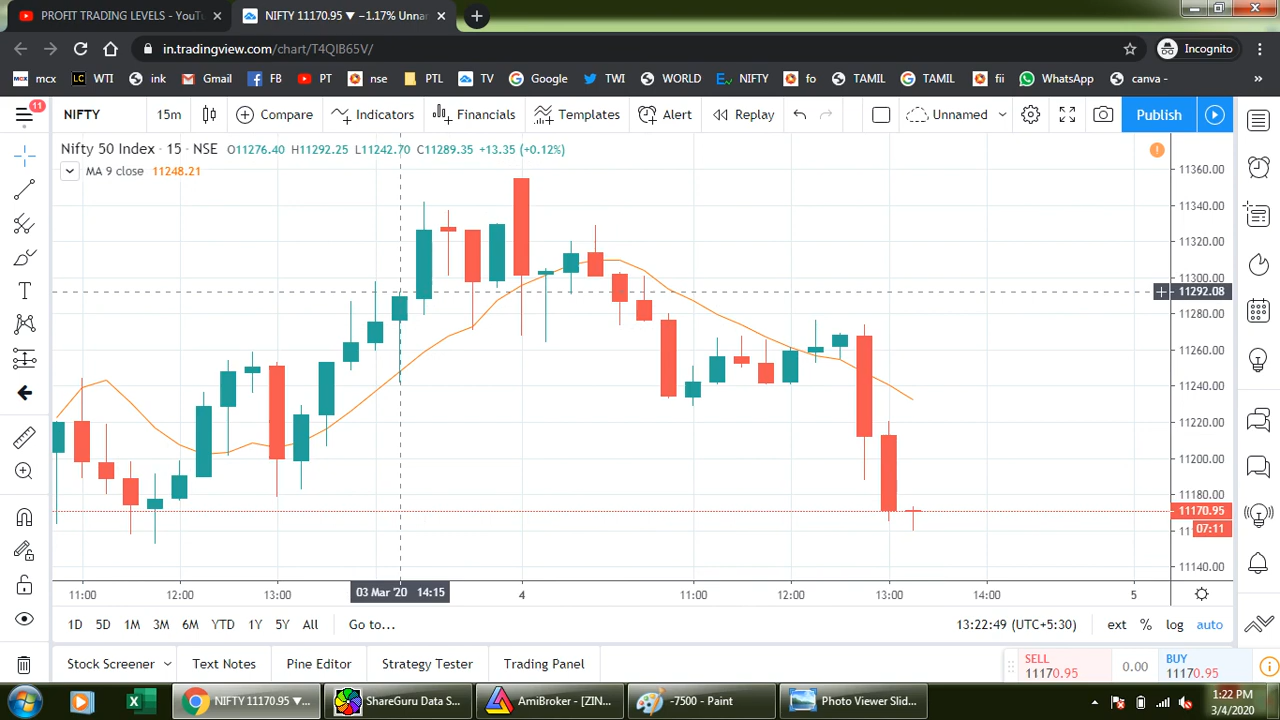 PROFIT TRADING LEVELS - YouT
NIFTY 11170.95 ▼ −1.17% Unnar
in.tradingview.com/chart/T4QIB65V/
Incognito
mcx WTI ink Gmail FB PT nse PTL TV Google TWI WORLD NIFTY fo TAMIL TAMIL fii WhatsApp canva - »
11
NIFTY 15m Compare Indicators Financials Templates Alert Replay Unnamed Publish
Nifty 50 Index · 15 · NSE O11276.40 H11292.25 L11242.70 C11289.35 +13.35 (+0.12%)
MA 9 close 11248.21
11360.00
11340.00
11320.00
11300.00
11292.08
11280.00
11260.00
11240.00
11220.00
11200.00
11180.00
11170.95
07:11
11140.00
11:00 12:00 13:00 03 Mar '20 14:15 4 11:00 12:00 13:00 14:00 5
1D 5D 1M 3M 6M YTD 1Y 5Y All Go to... 13:22:49 (UTC+5:30) ext % log auto
Stock Screener Text Notes Pine Editor Strategy Tester Trading Panel
SELL
1170.95
0.00
BUY
1170.95
NIFTY 11170.95 ▼... ShareGuru Data S... AmiBroker - [ZIN... -7500 - Paint Photo Viewer Slid...
1:22 PM
3/4/2020